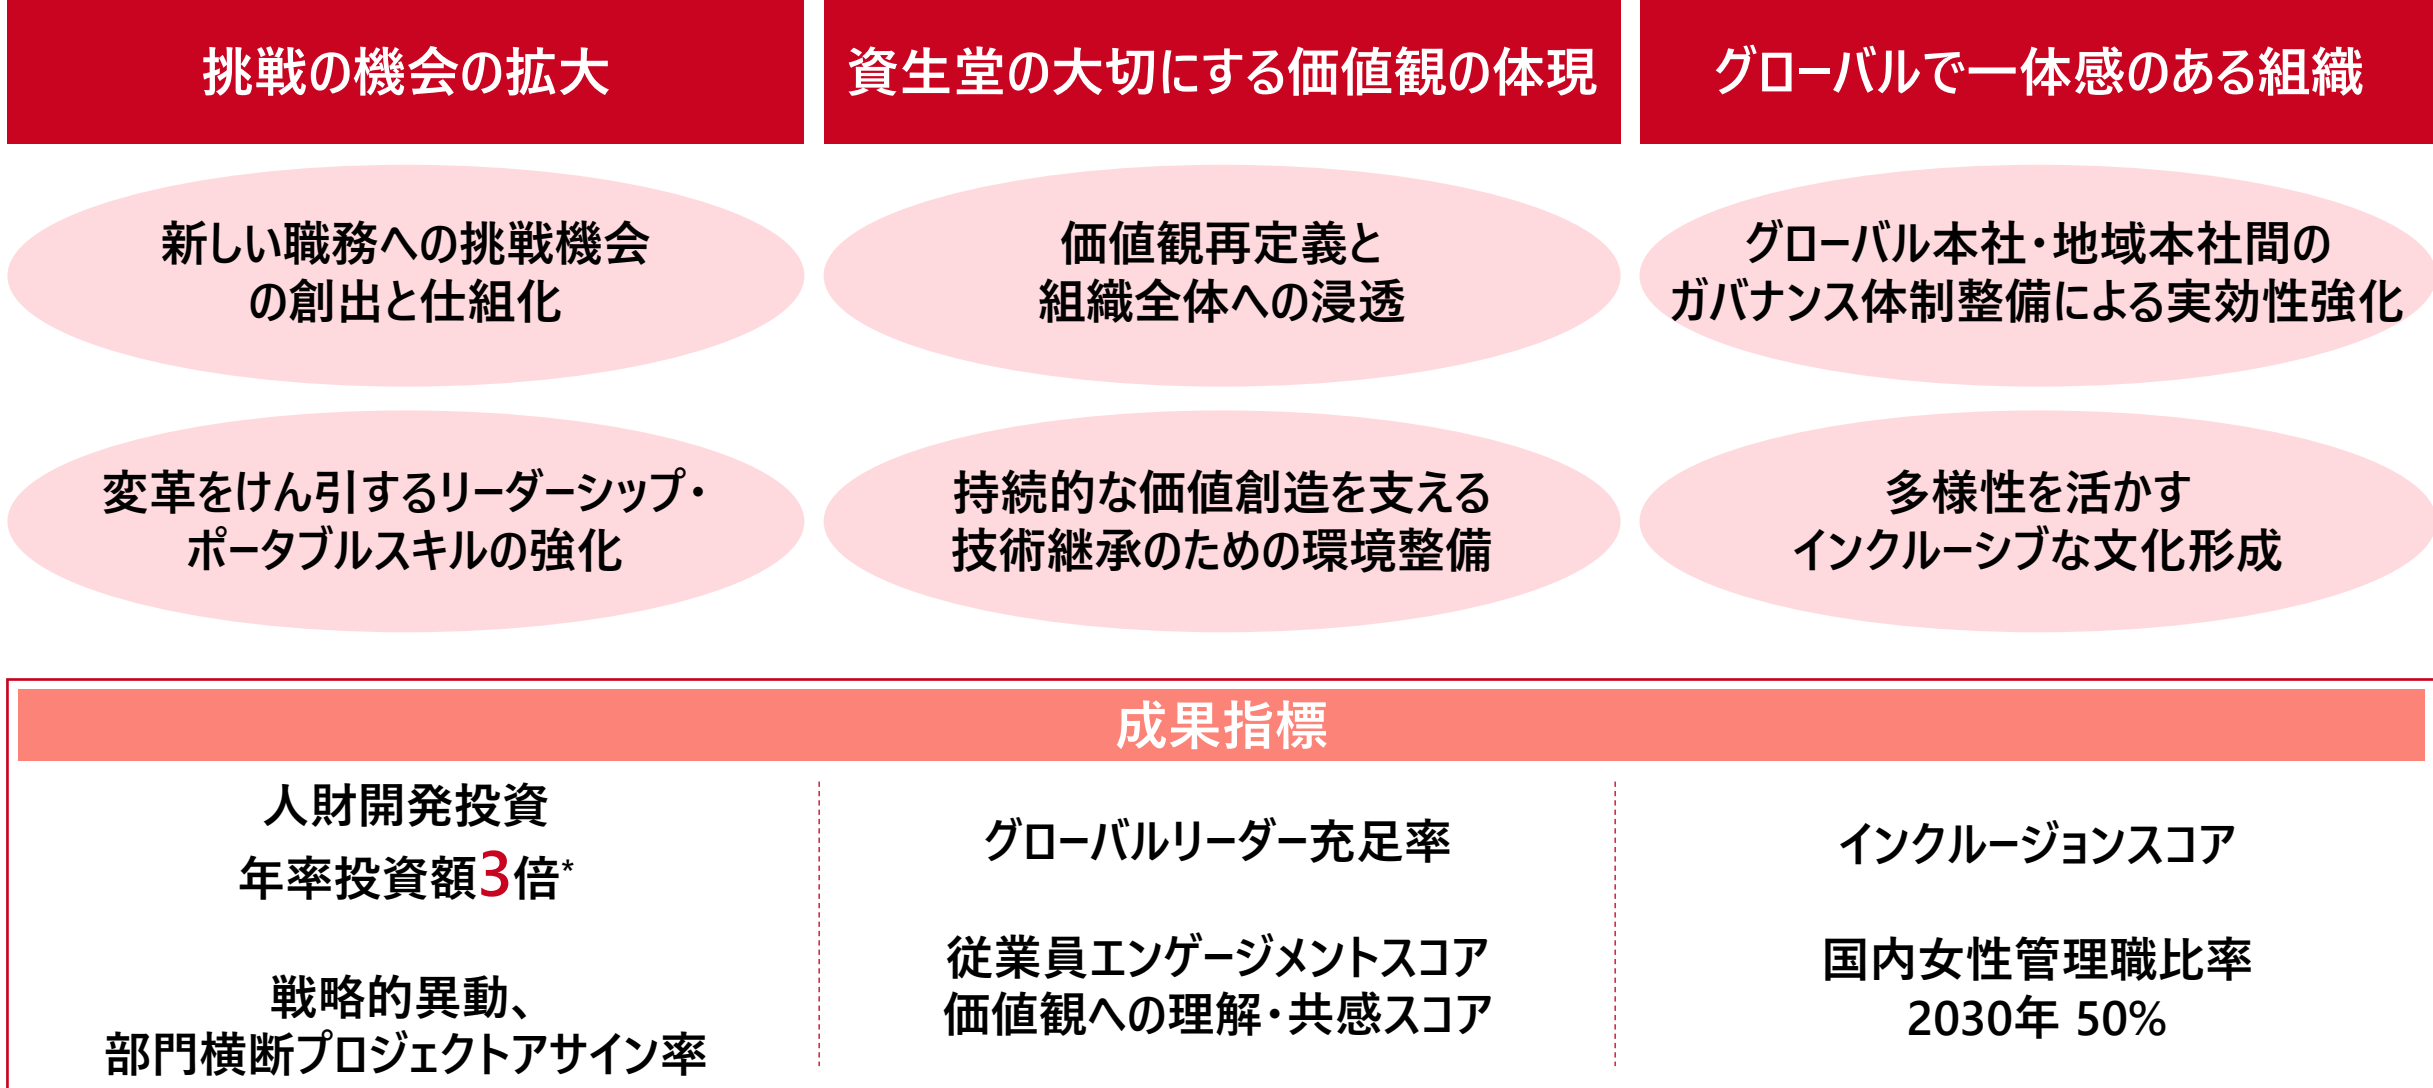 挑戦の機会の拡大
資生堂の大切にする価値観の体現
グローバルで一体感のある組織
新しい職務への挑戦機会
の創出と仕組化
価値観再定義と
組織全体への浸透
グローバル本社・地域本社間の
ガバナンス体制整備による実効性強化
変革をけん引するリーダーシップ・
ポータブルスキルの強化
持続的な価値創造を支える
技術継承のための環境整備
多様性を活かす
インクルーシブな文化形成
成果指標
人財開発投資
年率投資額3倍*
戦略的異動、
部門横断プロジェクトアサイン率
グローバルリーダー充足率
従業員エンゲージメントスコア
価値観への理解・共感スコア
インクルージョンスコア
国内女性管理職比率
2030年 50%